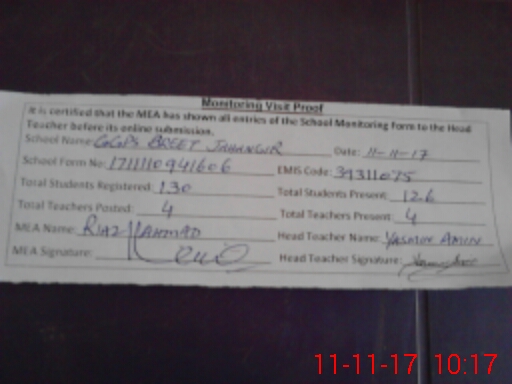 Monitoring Visit Proof
It is certified that the MEA has shown all entries of the School Monitoring Form to the Head
Teacher before its online submission.
School Name: GGPS BREET JAHANGIR Date: 11-11-17
School Form No: 1711110941606 EMIS Code: 39311075
Total Students Registered: 130 Total Students Present: 126
Total Teachers Posted: 4 Total Teachers Present: 4
MEA Name: RIAZ AHMAD Head Teacher Name: YASMIN AMIN
MEA Signature: Head Teacher Signature:
11-11-17 10:17